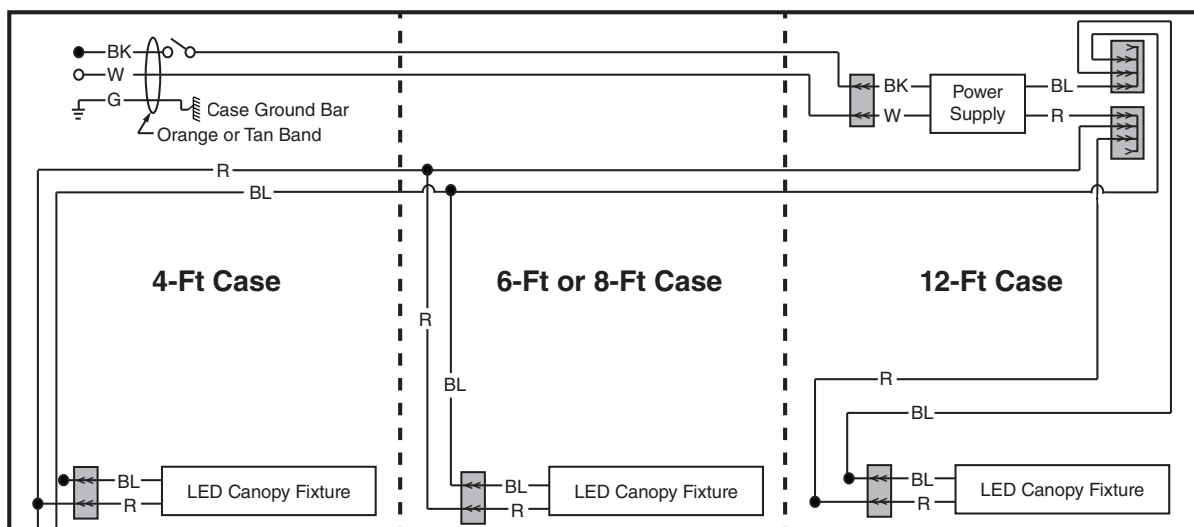 BK
W
G
Case Ground Bar
Orange or Tan Band
BK
W
Power
Supply
BL
R
R
BL
4-Ft Case
6-Ft or 8-Ft Case
12-Ft Case
R
BL
R
BL
BL
R
LED Canopy Fixture
BL
R
LED Canopy Fixture
BL
R
LED Canopy Fixture